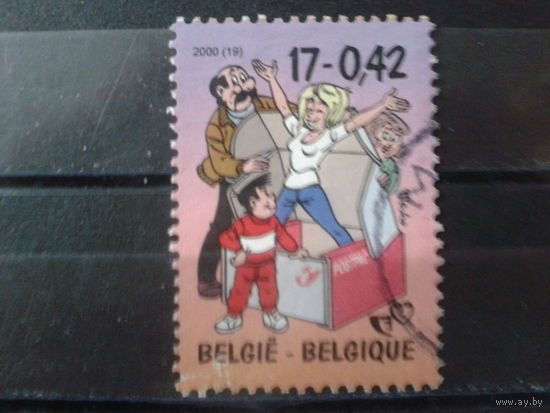 2000 (19)
17-0,42
BELGIË - BELGIQUE
www.ay.by